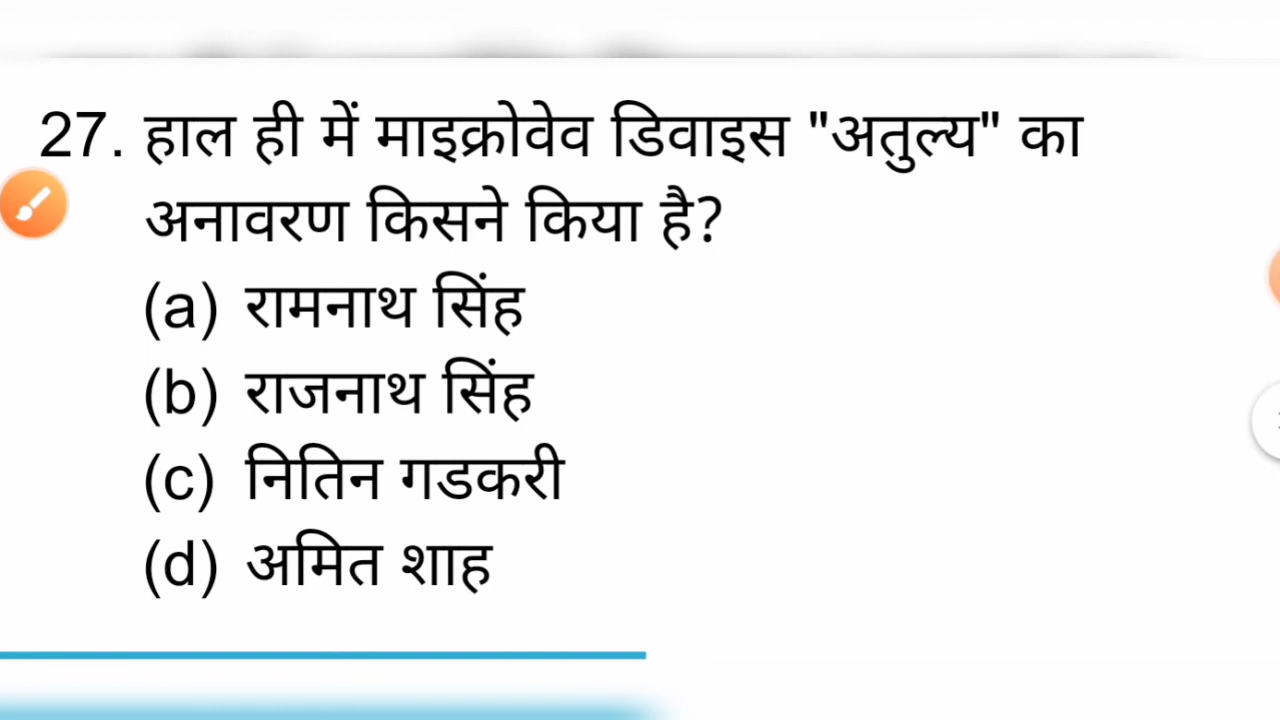 27. हाल ही में माइक्रोवेव डिवाइस "अतुल्य" का
अनावरण किसने किया है?
(a) रामनाथ सिंह
(b) राजनाथ सिंह
(c) नितिन गडकरी
(d) अमित शाह